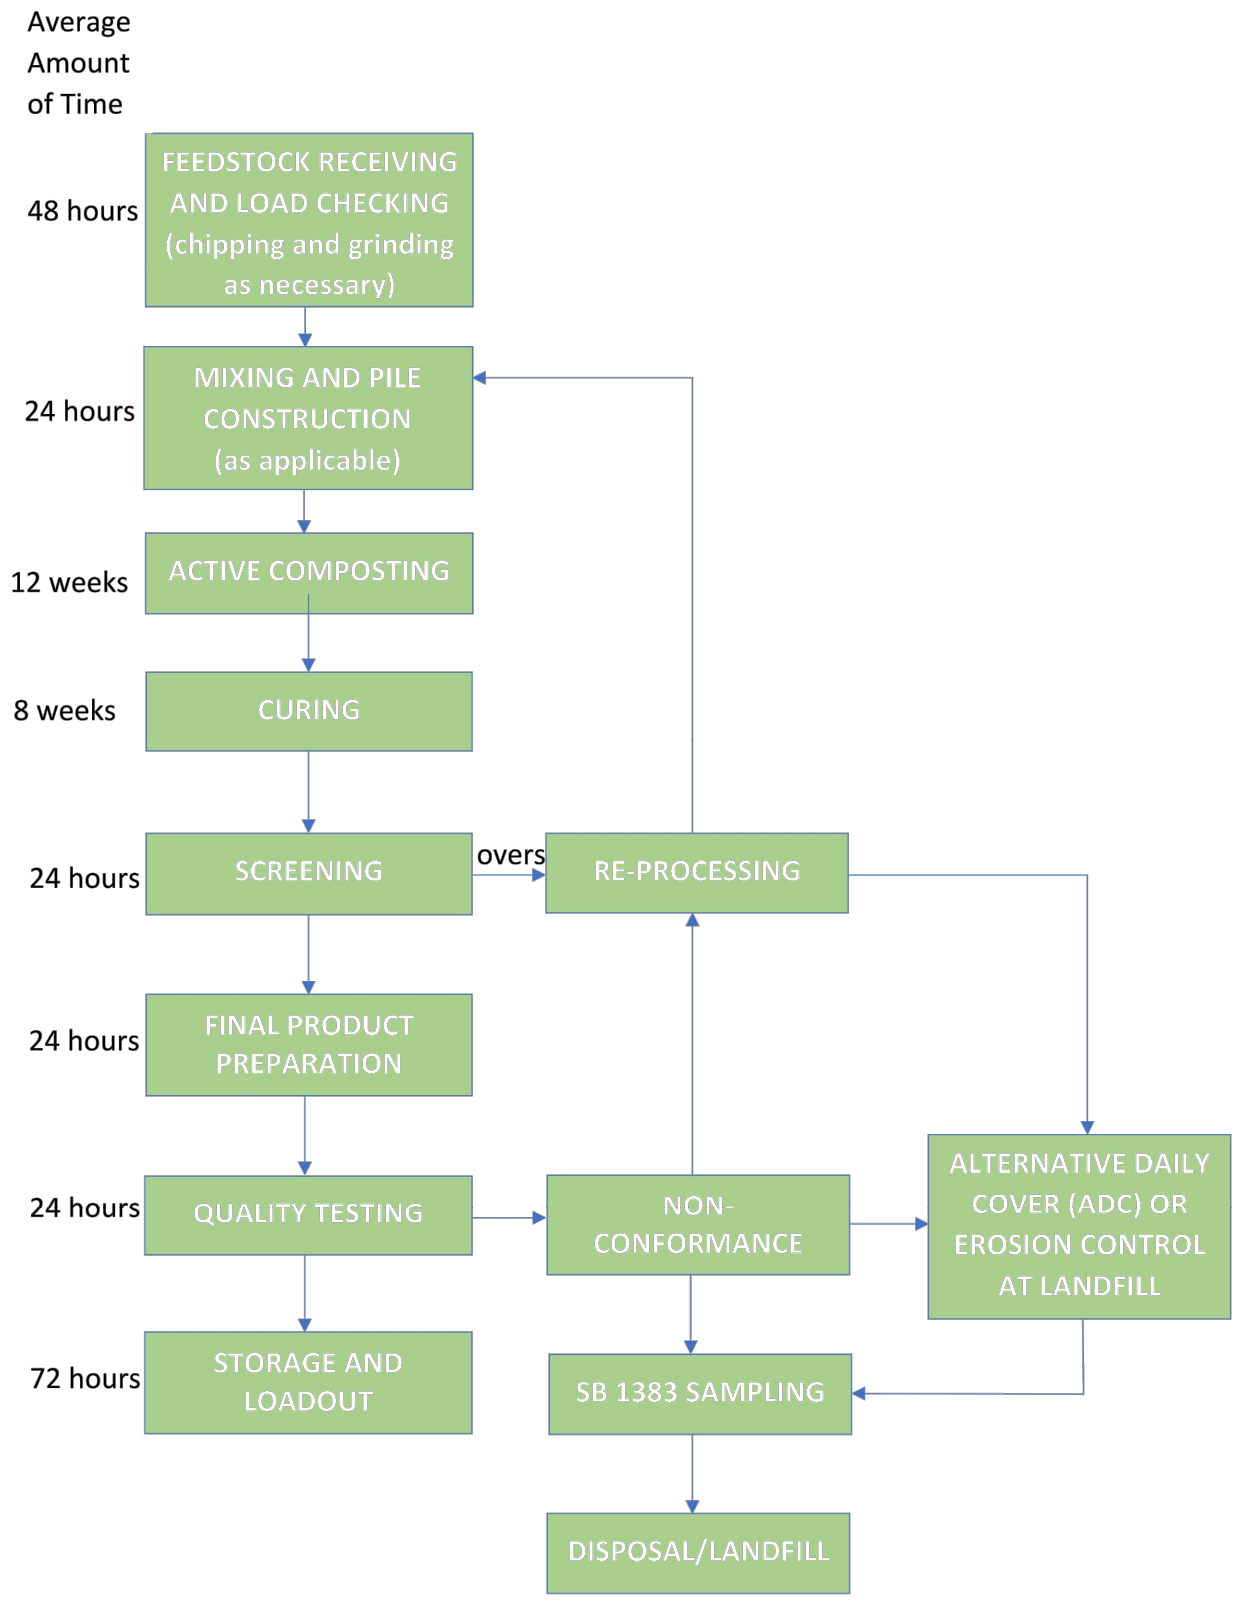 Average
Amount
of Time
48 hours
FEEDSTOCK RECEIVING
AND LOAD CHECKING
(chipping and grinding
as necessary)
24 hours
MIXING AND PILE
CONSTRUCTION
(as applicable)
12 weeks
ACTIVE COMPOSTING
8 weeks
CURING
24 hours
SCREENING
overs
RE-PROCESSING
24 hours
FINAL PRODUCT
PREPARATION
24 hours
QUALITY TESTING
NON-
CONFORMANCE
ALTERNATIVE DAILY
COVER (ADC) OR
EROSION CONTROL
AT LANDFILL
72 hours
STORAGE AND
LOADOUT
SB 1383 SAMPLING
DISPOSAL/LANDFILL